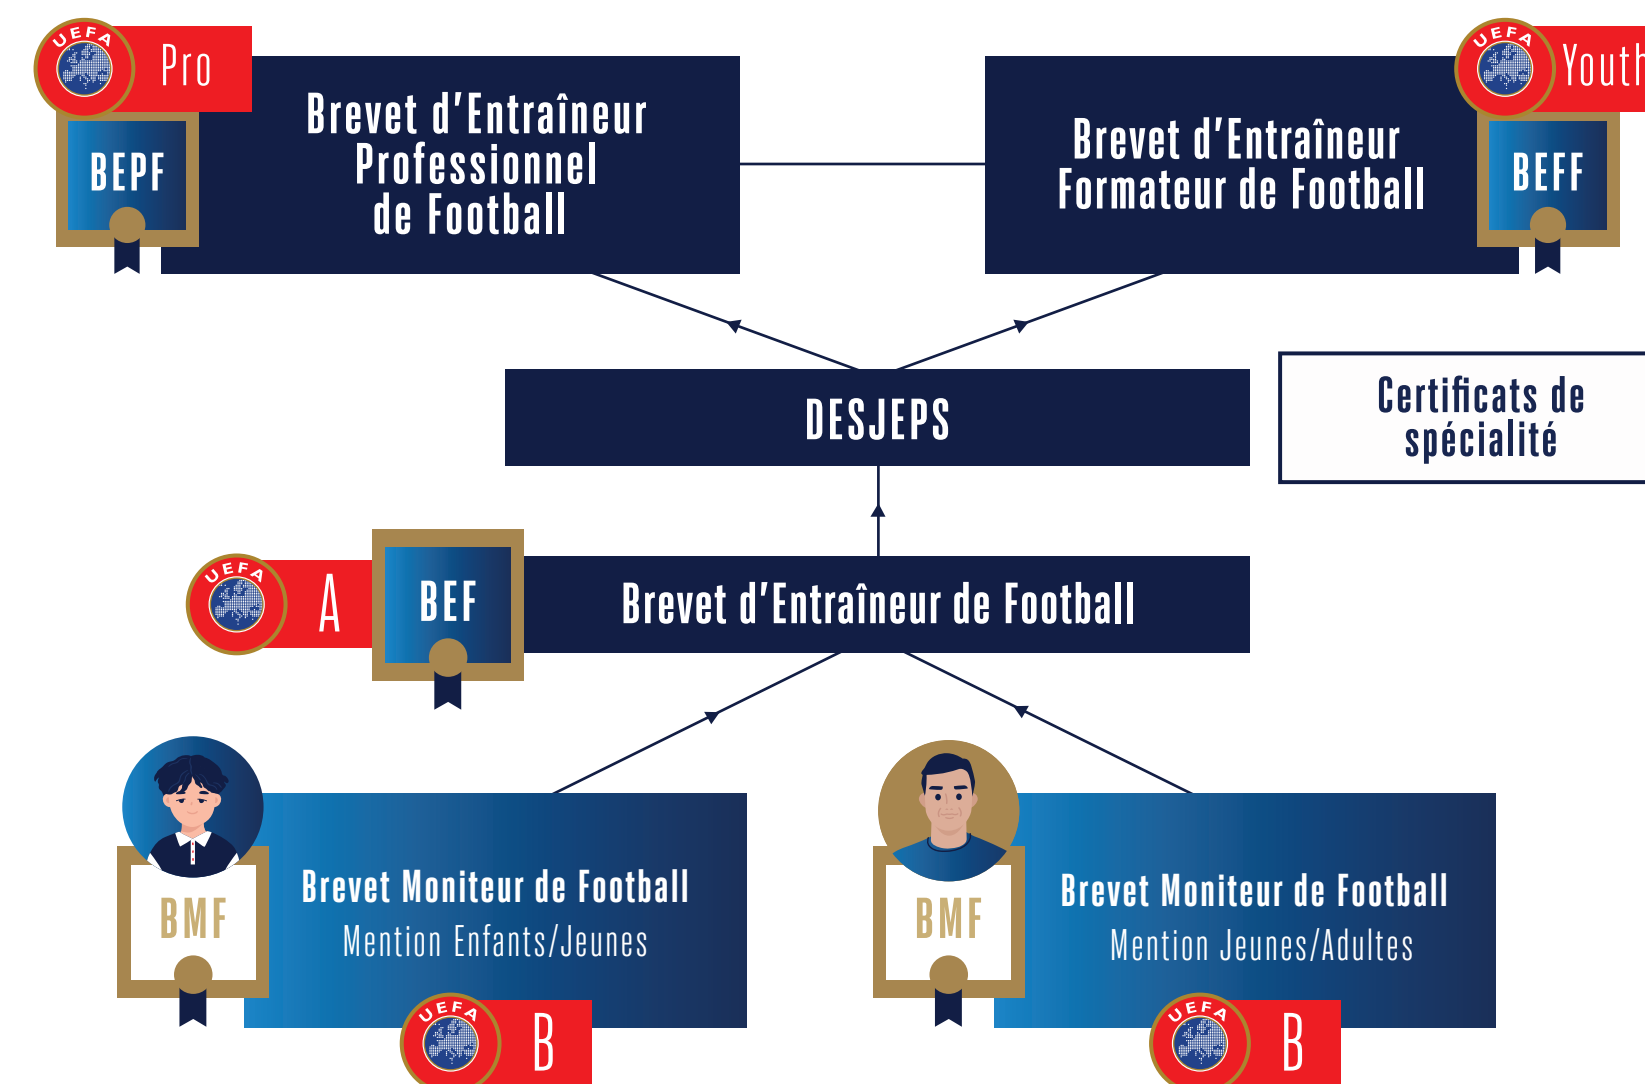 UEFA
Pro
BEPF
Brevet d'Entraîneur
Professionnel
de Football
Brevet d'Entraîneur
Formateur de Football
UEFA
Youth
BEFF
DESJEPS
Certificats de
spécialité
UEFA
A
BEF
Brevet d'Entraîneur de Football
BMF
Brevet Moniteur de Football
Mention Enfants/Jeunes
UEFA
B
BMF
Brevet Moniteur de Football
Mention Jeunes/Adultes
UEFA
B